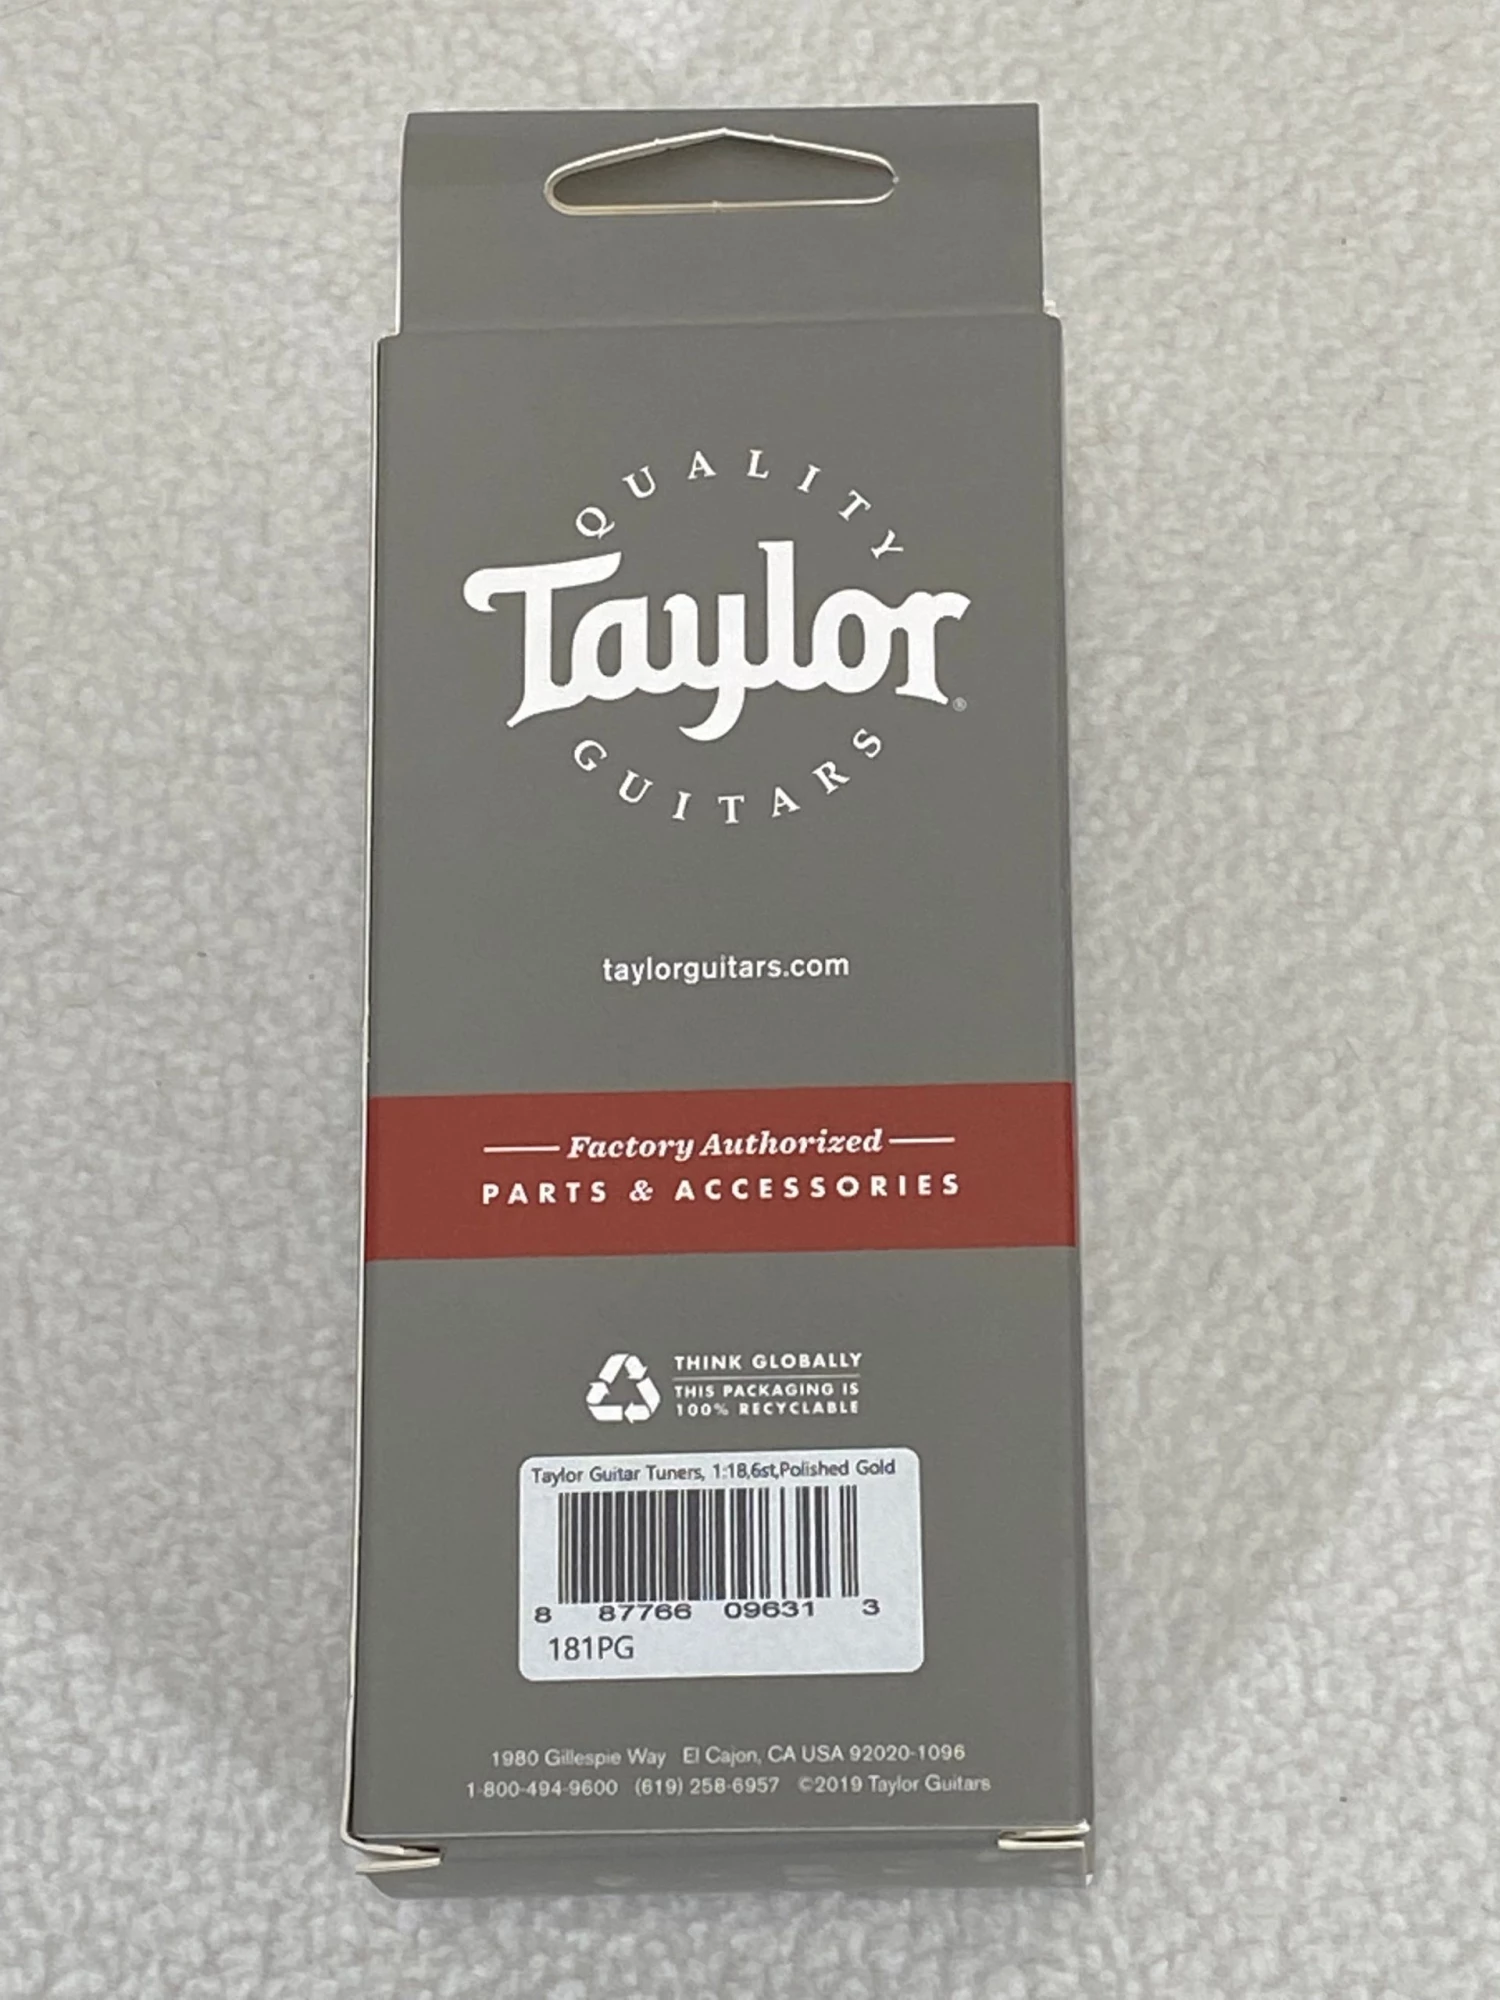 QUALITY
Taylor®
GUITARS
taylorguitars.com
Factory Authorized
PARTS & ACCESSORIES
THINK GLOBALLY
THIS PACKAGING IS
100% RECYCLABLE
Taylor Guitar Tuners, 1:18,6st,Polished Gold
8 87766 09631 3
181PG
1980 Gillespie Way El Cajon, CA USA 92020-1096
1-800-494-9600 (619) 258-6957 ©2019 Taylor Guitars